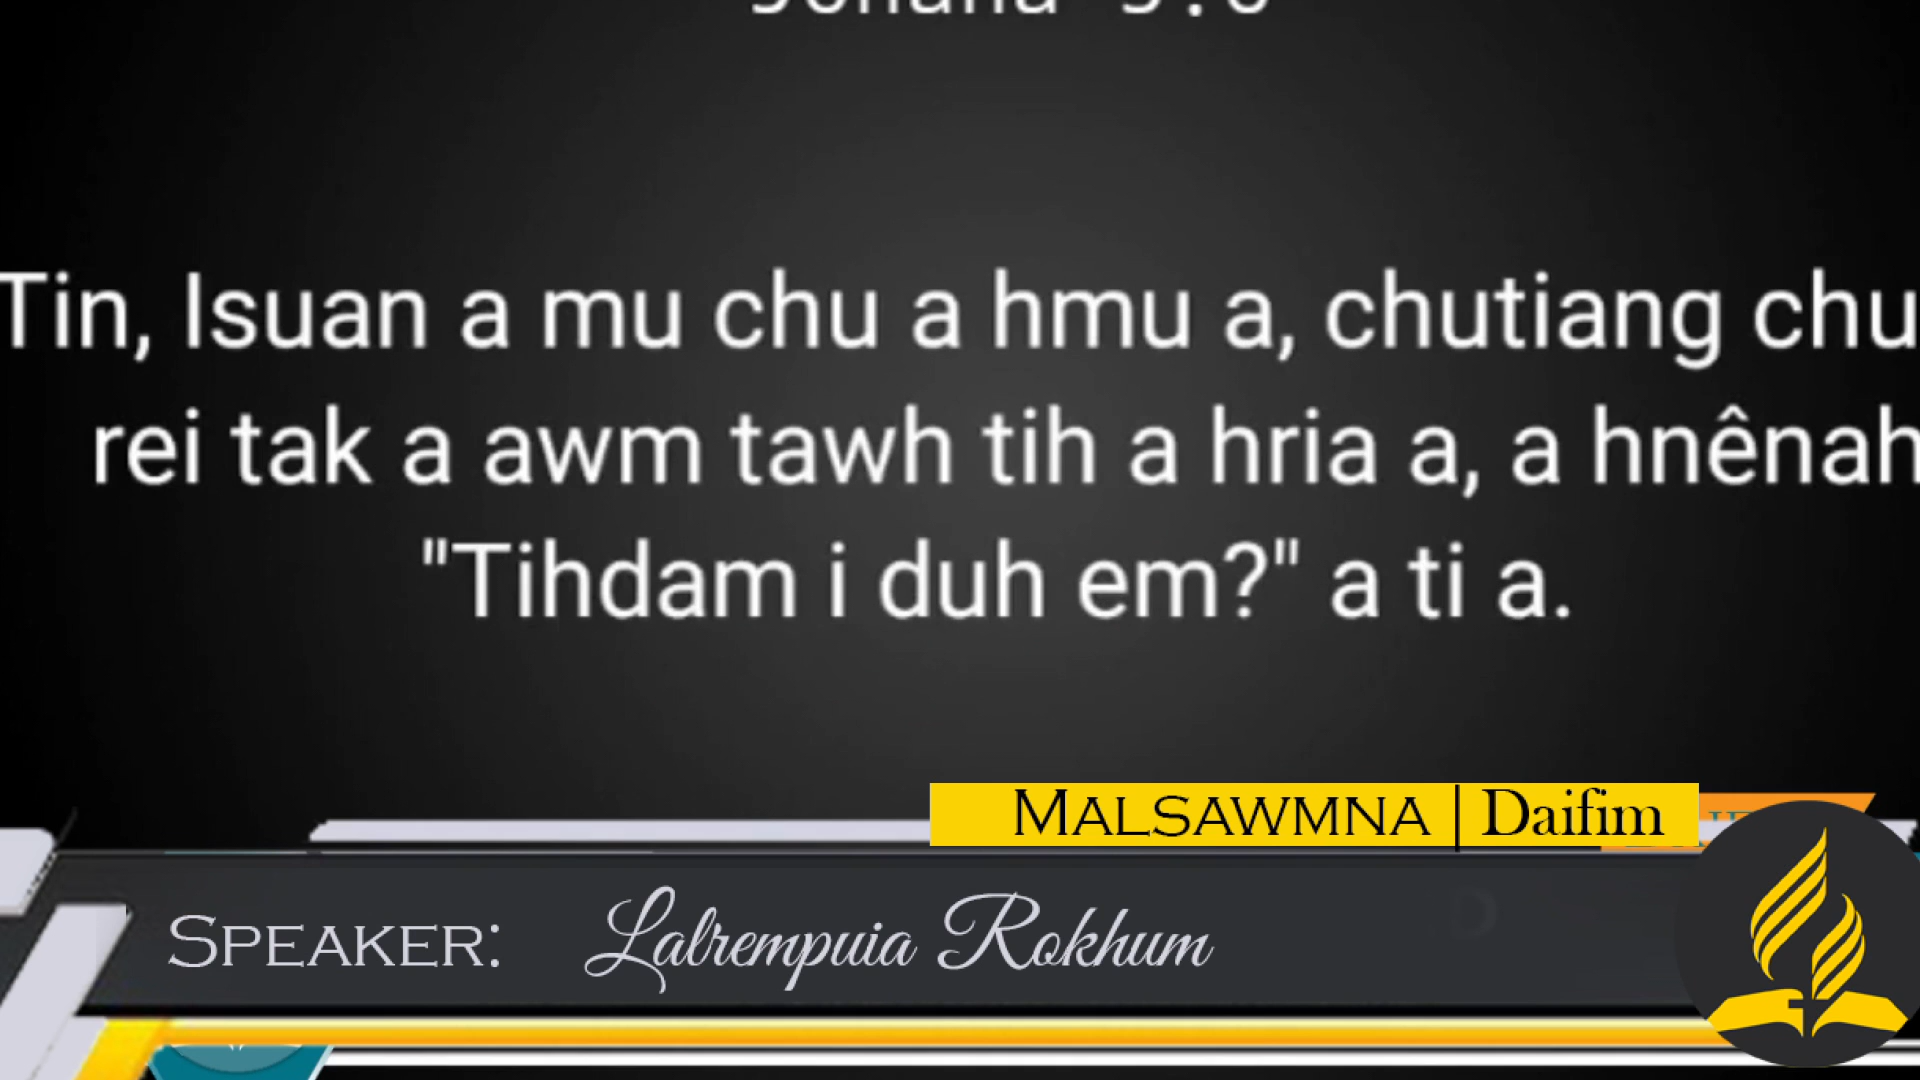 Tin, Isuan a mu chu a hmu a, chutiang chu
rei tak a awm tawh tih a hria a, a hnênah
"Tihdam i duh em?" a ti a.
MALSAWMNA | Daifim
SPEAKER: Lalrempuia Rokhum